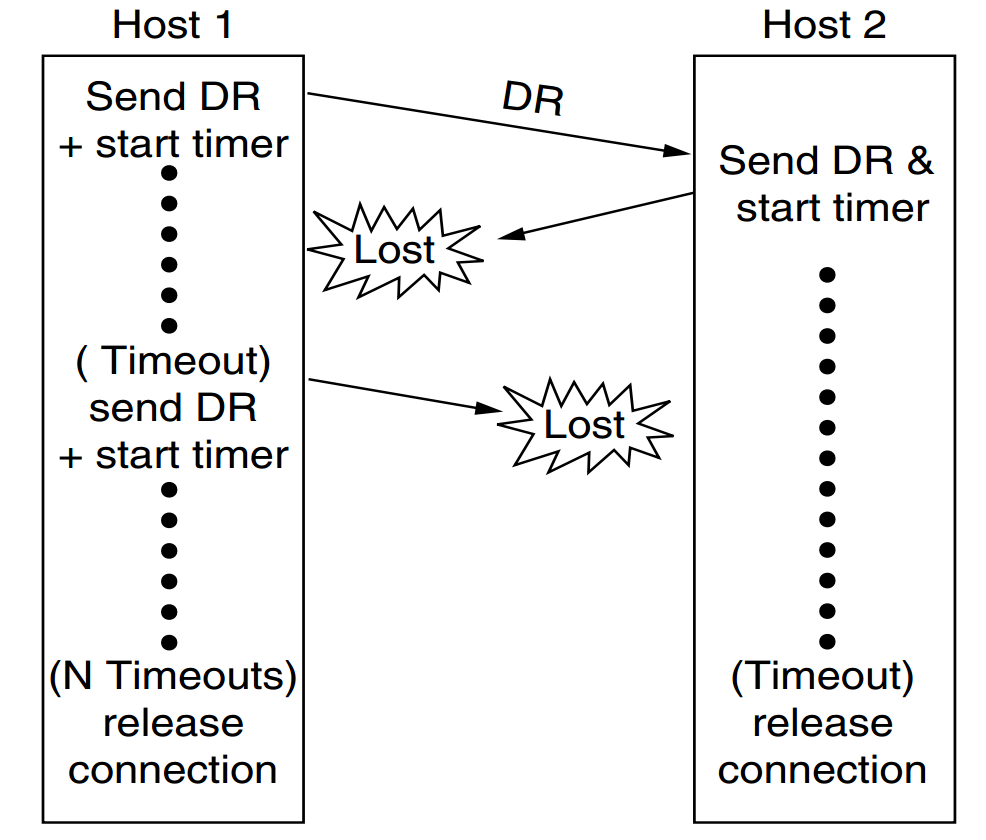 Host 1
Host 2
Send DR
+ start timer
DR
Send DR &
start timer
Lost
( Timeout)
send DR
+ start timer
Lost
(N Timeouts)
release
connection
(Timeout)
release
connection